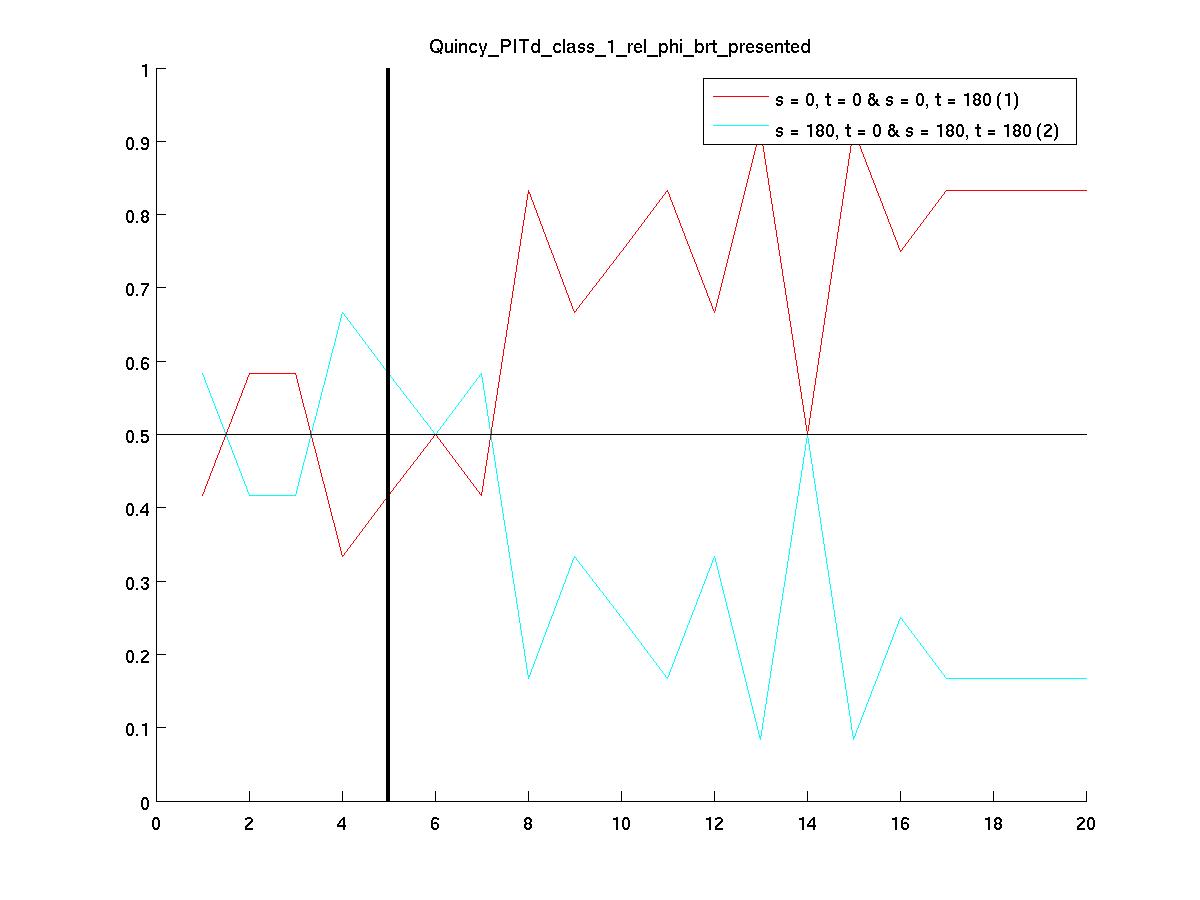 Quincy_PITd_class_1_rel_phi_brt_presented
s = 0, t = 0 & s = 0, t = 180 (1)
s = 180, t = 0 & s = 180, t = 180 (2)
1
0.9
0.8
0.7
0.6
0.5
0.4
0.3
0.2
0.1
0
0 2 4 6 8 10 12 14 16 18 20